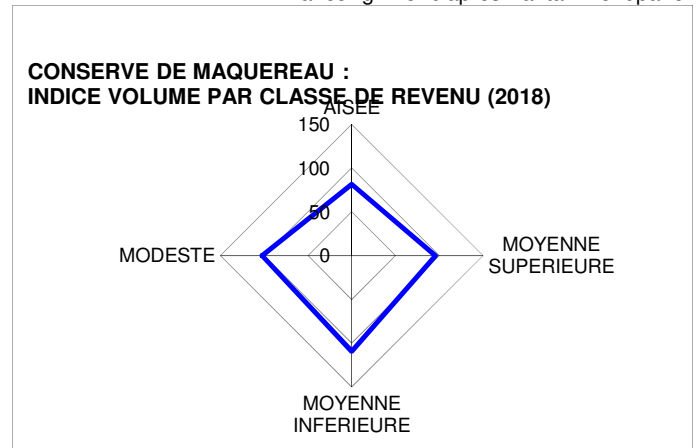 CONSERVE DE MAQUEREAU :
INDICE VOLUME PAR CLASSE DE REVENU (2018)
AISEE
150
100
50
0
MODESTE
MOYENNE
SUPERIEURE
MOYENNE
INFERIEURE